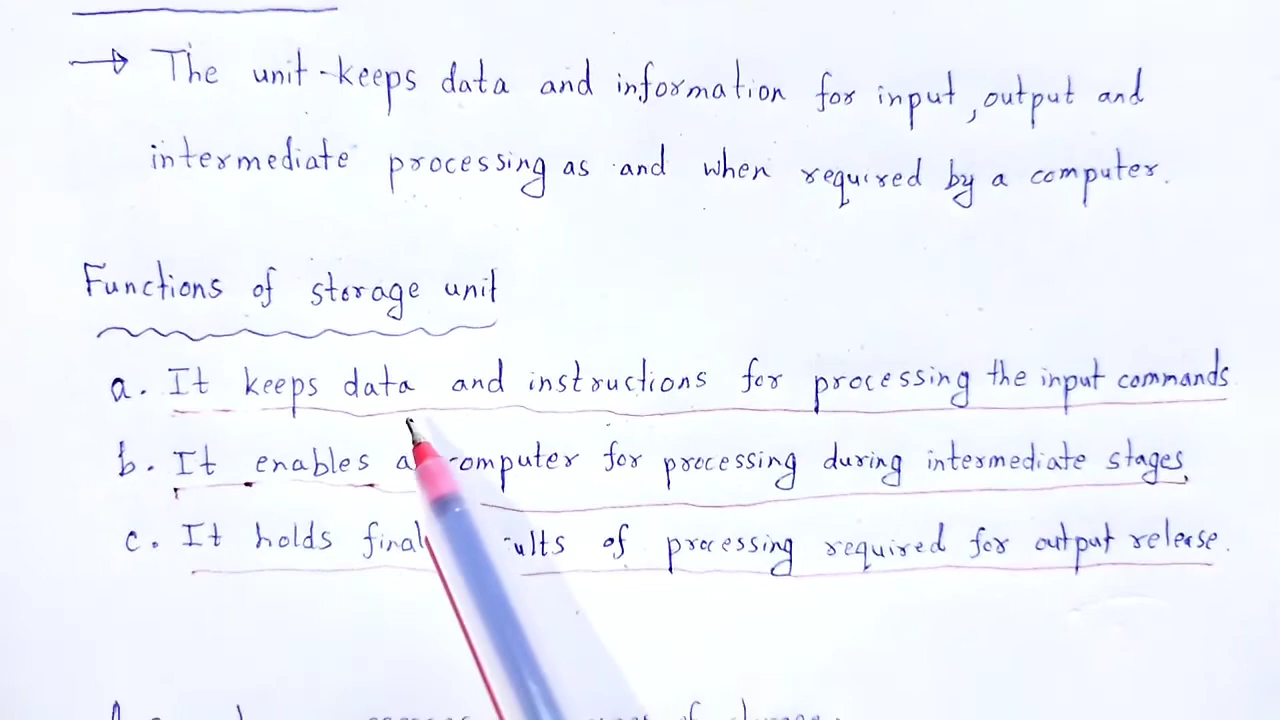 → The unit-keeps data and information for input, output and
intermediate processing as and when required by a computer.
Functions of storage unit
a. It keeps data and instructions for processing the input commands
b. It enables a computer for processing during intermediate stages.
c. It holds final ults of processing required for output release.